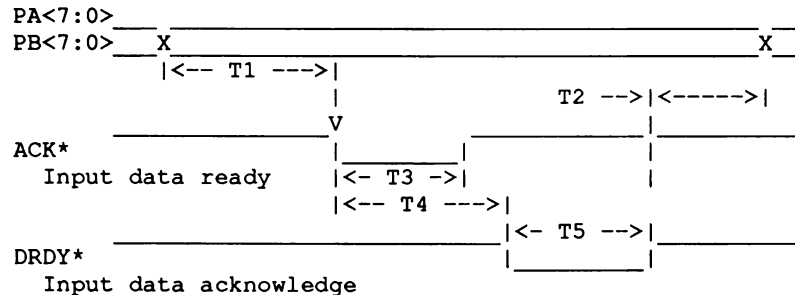 PA<7:0>
PB<7:0> X X
|<-- T1 --->|
T2 -->|<----->|
V
ACK*
Input data ready |<- T3 ->|
|<-- T4 --->|
|<- T5 -->|
DRDY*
Input data acknowledge